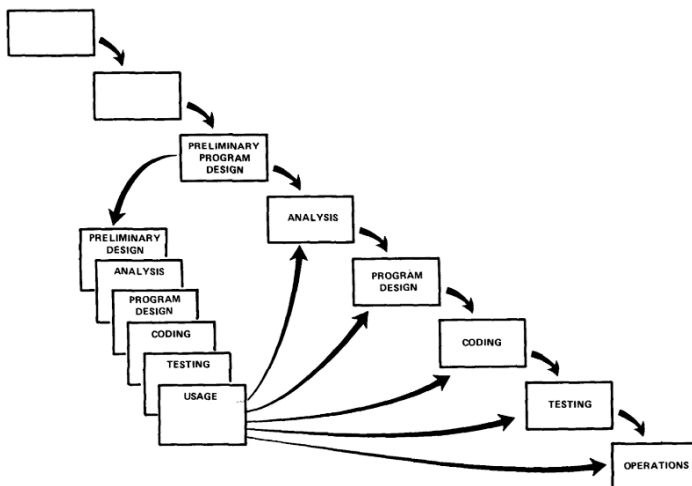 PRELIMINARY
PROGRAM
DESIGN
ANALYSIS
PROGRAM
DESIGN
CODING
TESTING
OPERATIONS
PRELIMINARY
DESIGN
ANALYSIS
PROGRAM
DESIGN
CODING
TESTING
USAGE